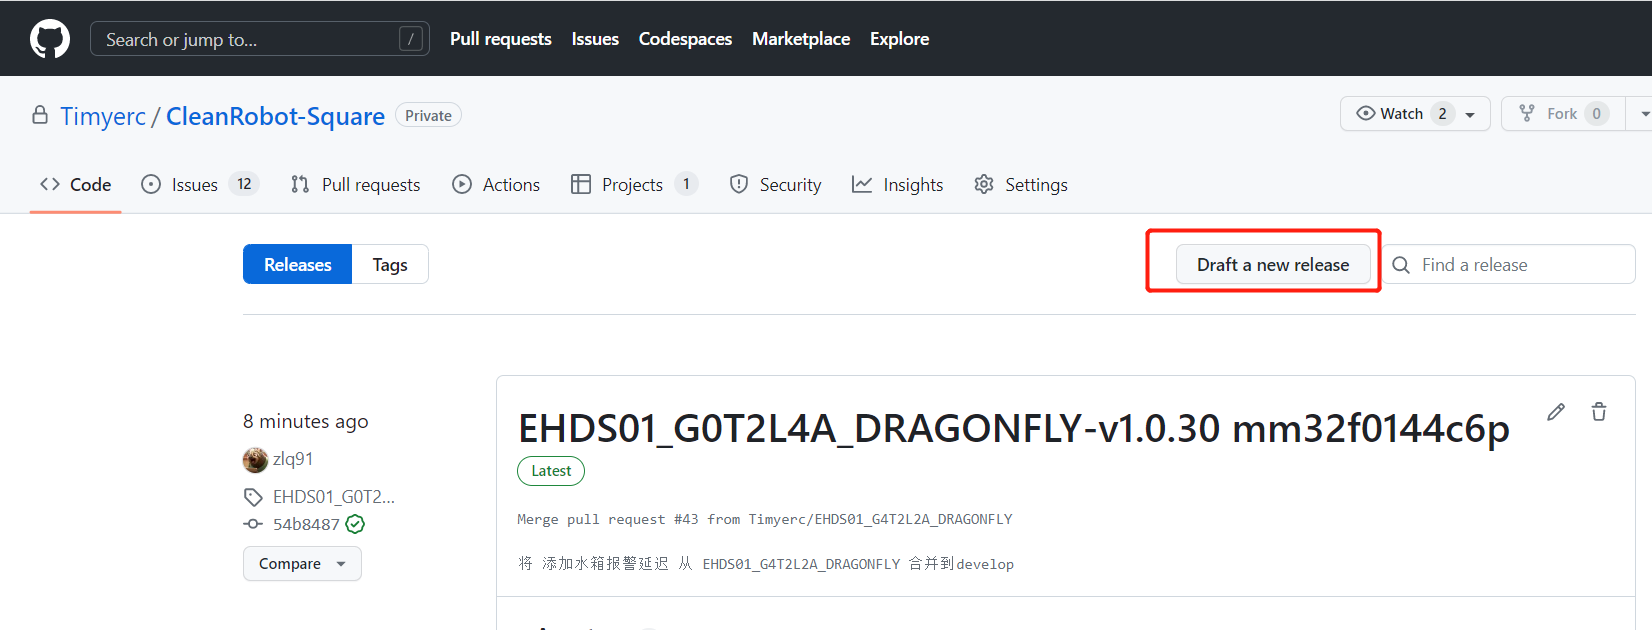 Search or jump to... / Pull requests Issues Codespaces Marketplace Explore
Timyerc / CleanRobot-Square Private Watch 2 Fork 0
Code Issues 12 Pull requests Actions Projects 1 Security Insights Settings
Releases Tags Draft a new release Find a release
8 minutes ago
zlq91
EHDS01_G0T2...
54b8487
Compare
EHDS01_G0T2L4A_DRAGONFLY-v1.0.30 mm32f0144c6p
Latest
Merge pull request #43 from Timyerc/EHDS01_G4T2L2A_DRAGONFLY
将 添加水箱报警延迟 从 EHDS01_G4T2L2A_DRAGONFLY 合并到develop